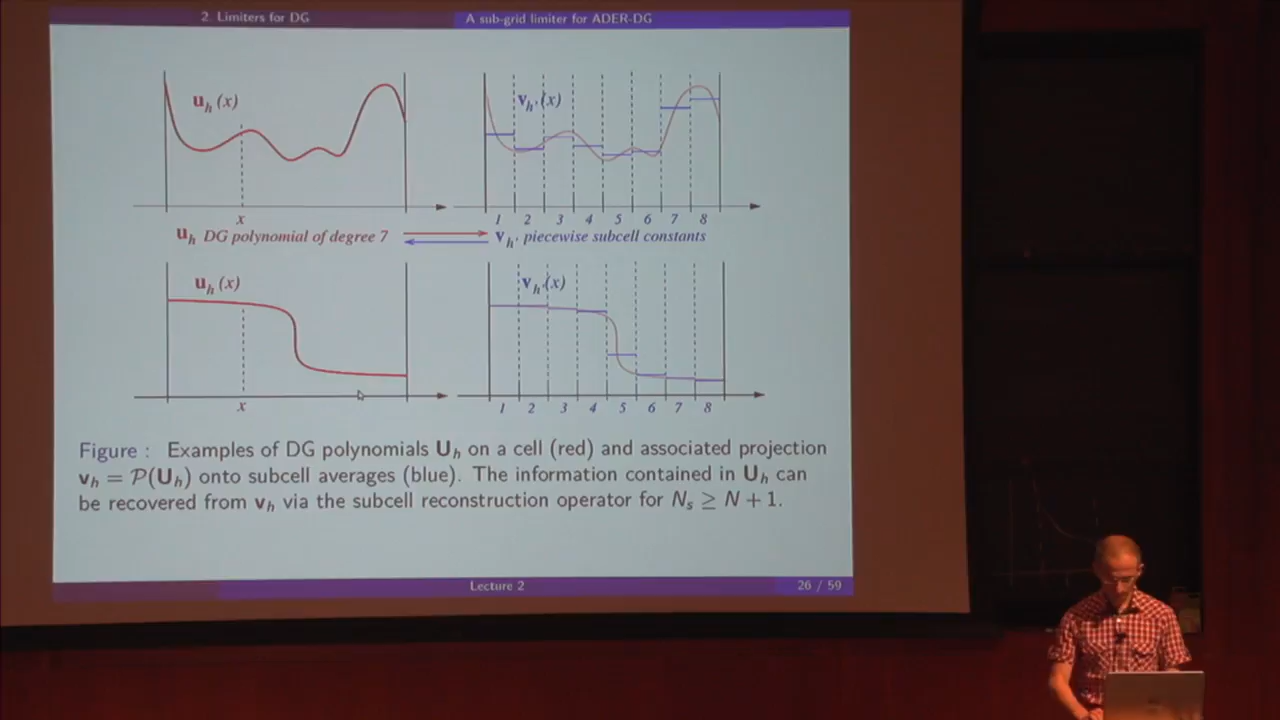 2. Limiters for DG
A sub-grid limiter for ADER-DG
u_h (x)
v_h' (x)
x
1 2 3 4 5 6 7 8
u_h DG polynomial of degree 7
v_h' piecewise subcell constants
u_h (x)
v_h' (x)
x
1 2 3 4 5 6 7 8
Figure : Examples of DG polynomials U_h on a cell (red) and associated projection
v_h = P(U_h) onto subcell averages (blue). The information contained in U_h can
be recovered from v_h via the subcell reconstruction operator for N_s ≥ N + 1.
Lecture 2
26 / 59